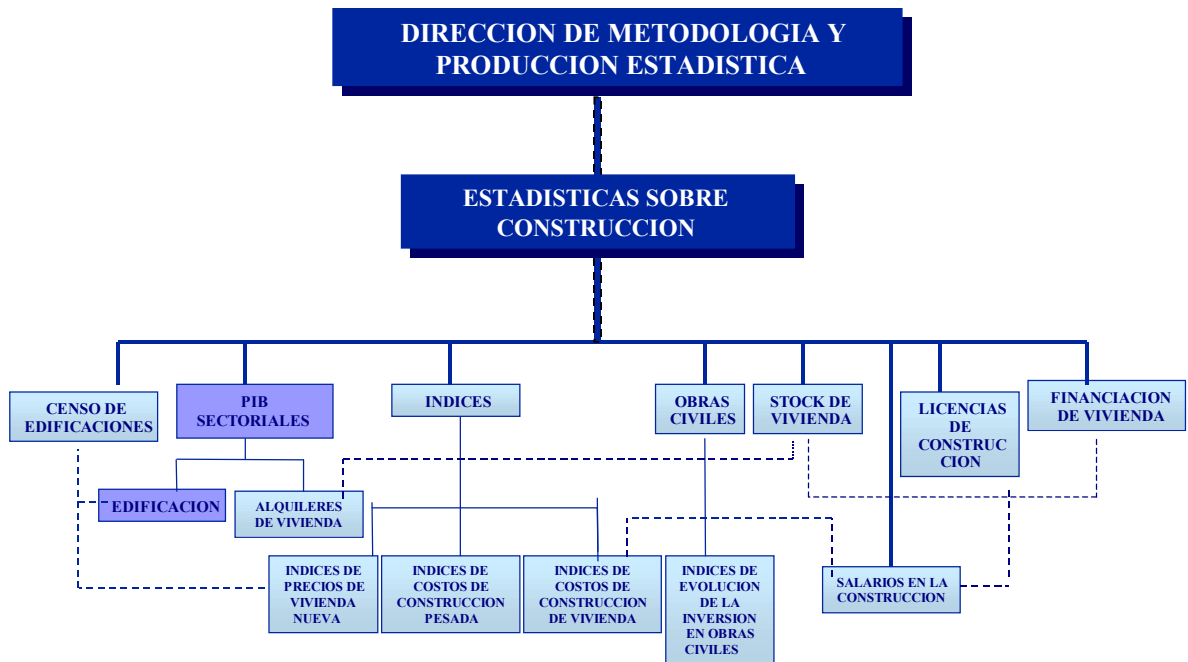 DIRECCION DE METODOLOGIA Y
PRODUCCION ESTADISTICA
ESTADISTICAS SOBRE
CONSTRUCCION
CENSO DE
EDIFICACIONES
PIB
SECTORIALES
INDICES
OBRAS
CIVILES
STOCK DE
VIVIENDA
LICENCIAS
DE
CONSTRUC
CION
FINANCIACION
DE VIVIENDA
EDIFICACION
ALQUILERES
DE VIVIENDA
INDICES DE
PRECIOS DE
VIVIENDA
NUEVA
INDICES DE
COSTOS DE
CONSTRUCCION
PESADA
INDICES DE
COSTOS DE
CONSTRUCCION
DE VIVIENDA
INDICES DE
EVOLUCION
DE LA
INVERSION
EN OBRAS
CIVILES
SALARIOS EN LA
CONSTRUCCION